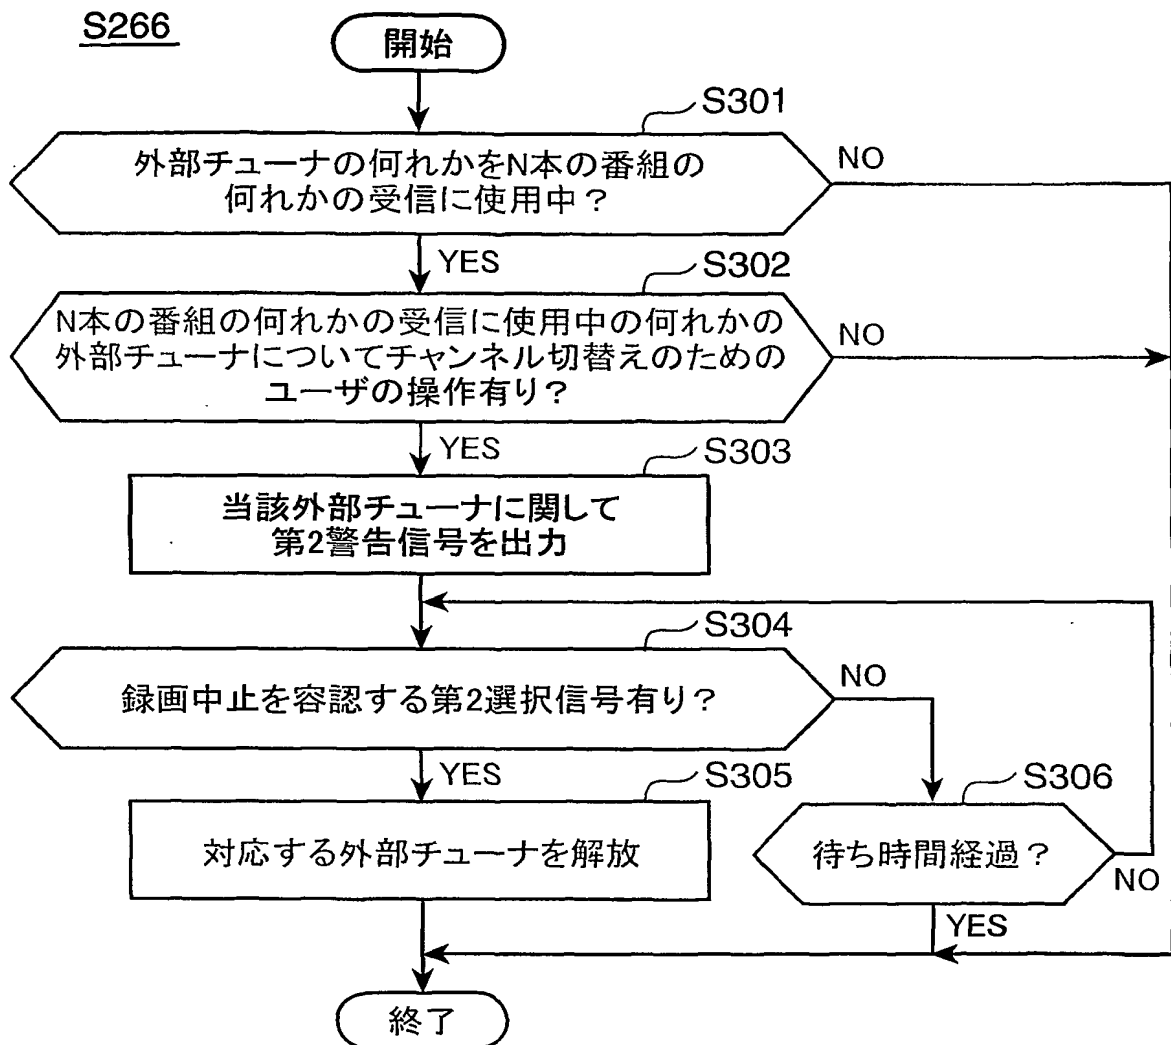 S266
開始
S301
外部チューナの何れかをN本の番組の
何れかの受信に使用中?
NO
YES
S302
N本の番組の何れかの受信に使用中の何れかの
外部チューナについてチャンネル切替えのための
ユーザの操作有り?
NO
YES
S303
当該外部チューナに関して
第2警告信号を出力
S304
録画中止を容認する第2選択信号有り?
NO
YES
S305
対応する外部チューナを解放
S306
待ち時間経過?
NO
YES
終了